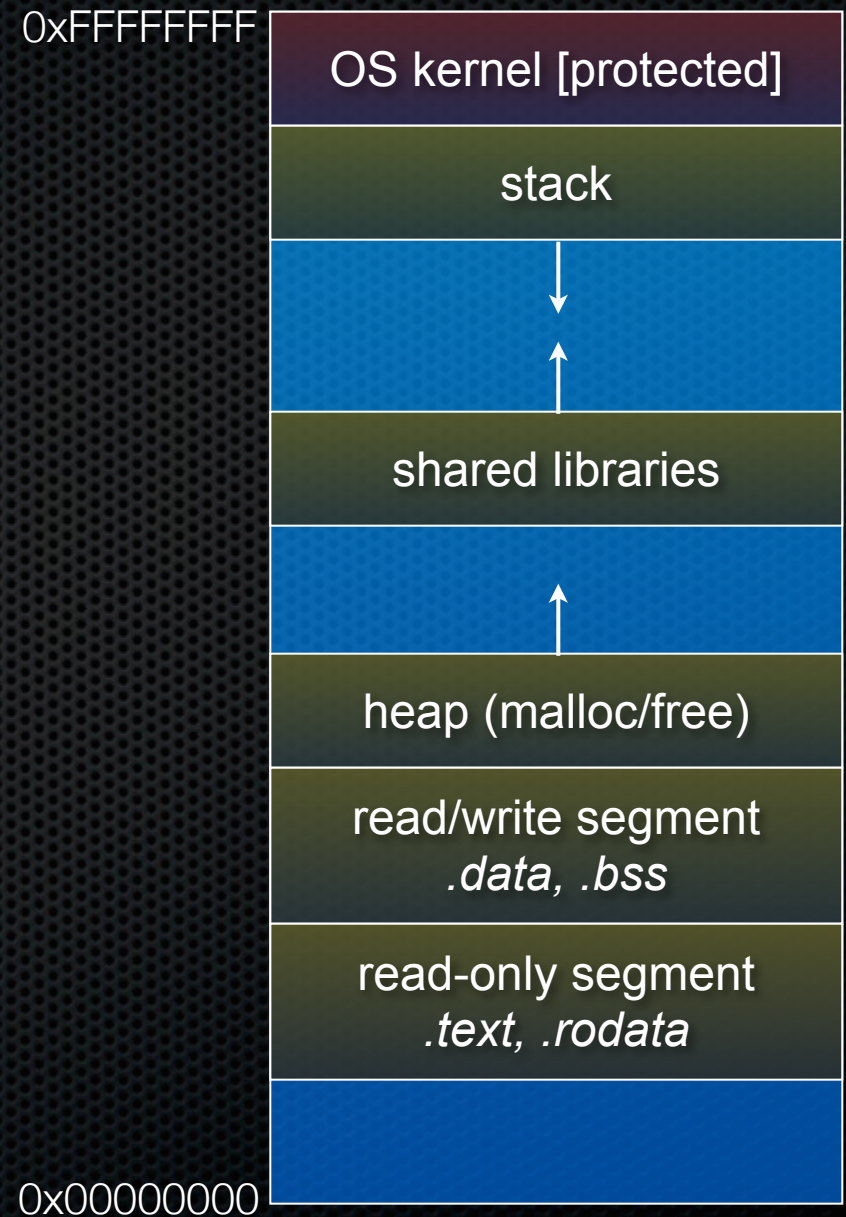 0xFFFFFFFF
OS kernel [protected]
stack
shared libraries
heap (malloc/free)
read/write segment
.data, .bss
read-only segment
.text, .rodata
0x00000000